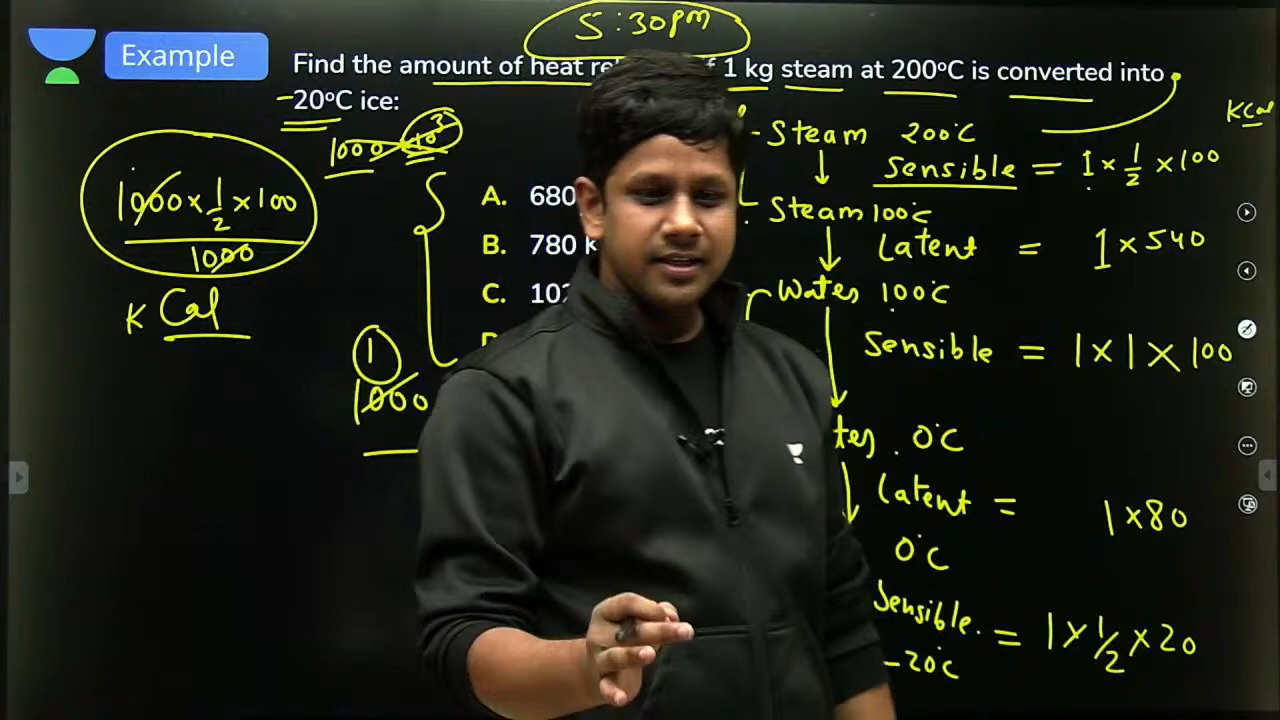 5:30pm
Example
Find the amount of heat f 1 kg steam at 200°C is converted into
-20°C ice:
KCal
1000 × 10³
Steam 200°C
Sensible = 1 × 1/2 × 100
1000 × 1/2 × 100
1000
K Cal
A. 680
B. 780 k
C. 102
Steam 100°C
Latent = 1 × 540
Water 100°C
Sensible = 1 × 1 × 100
1
1000
0°C
Latent = 1 × 80
0°C
Sensible = 1 × 1/2 × 20
-20°C